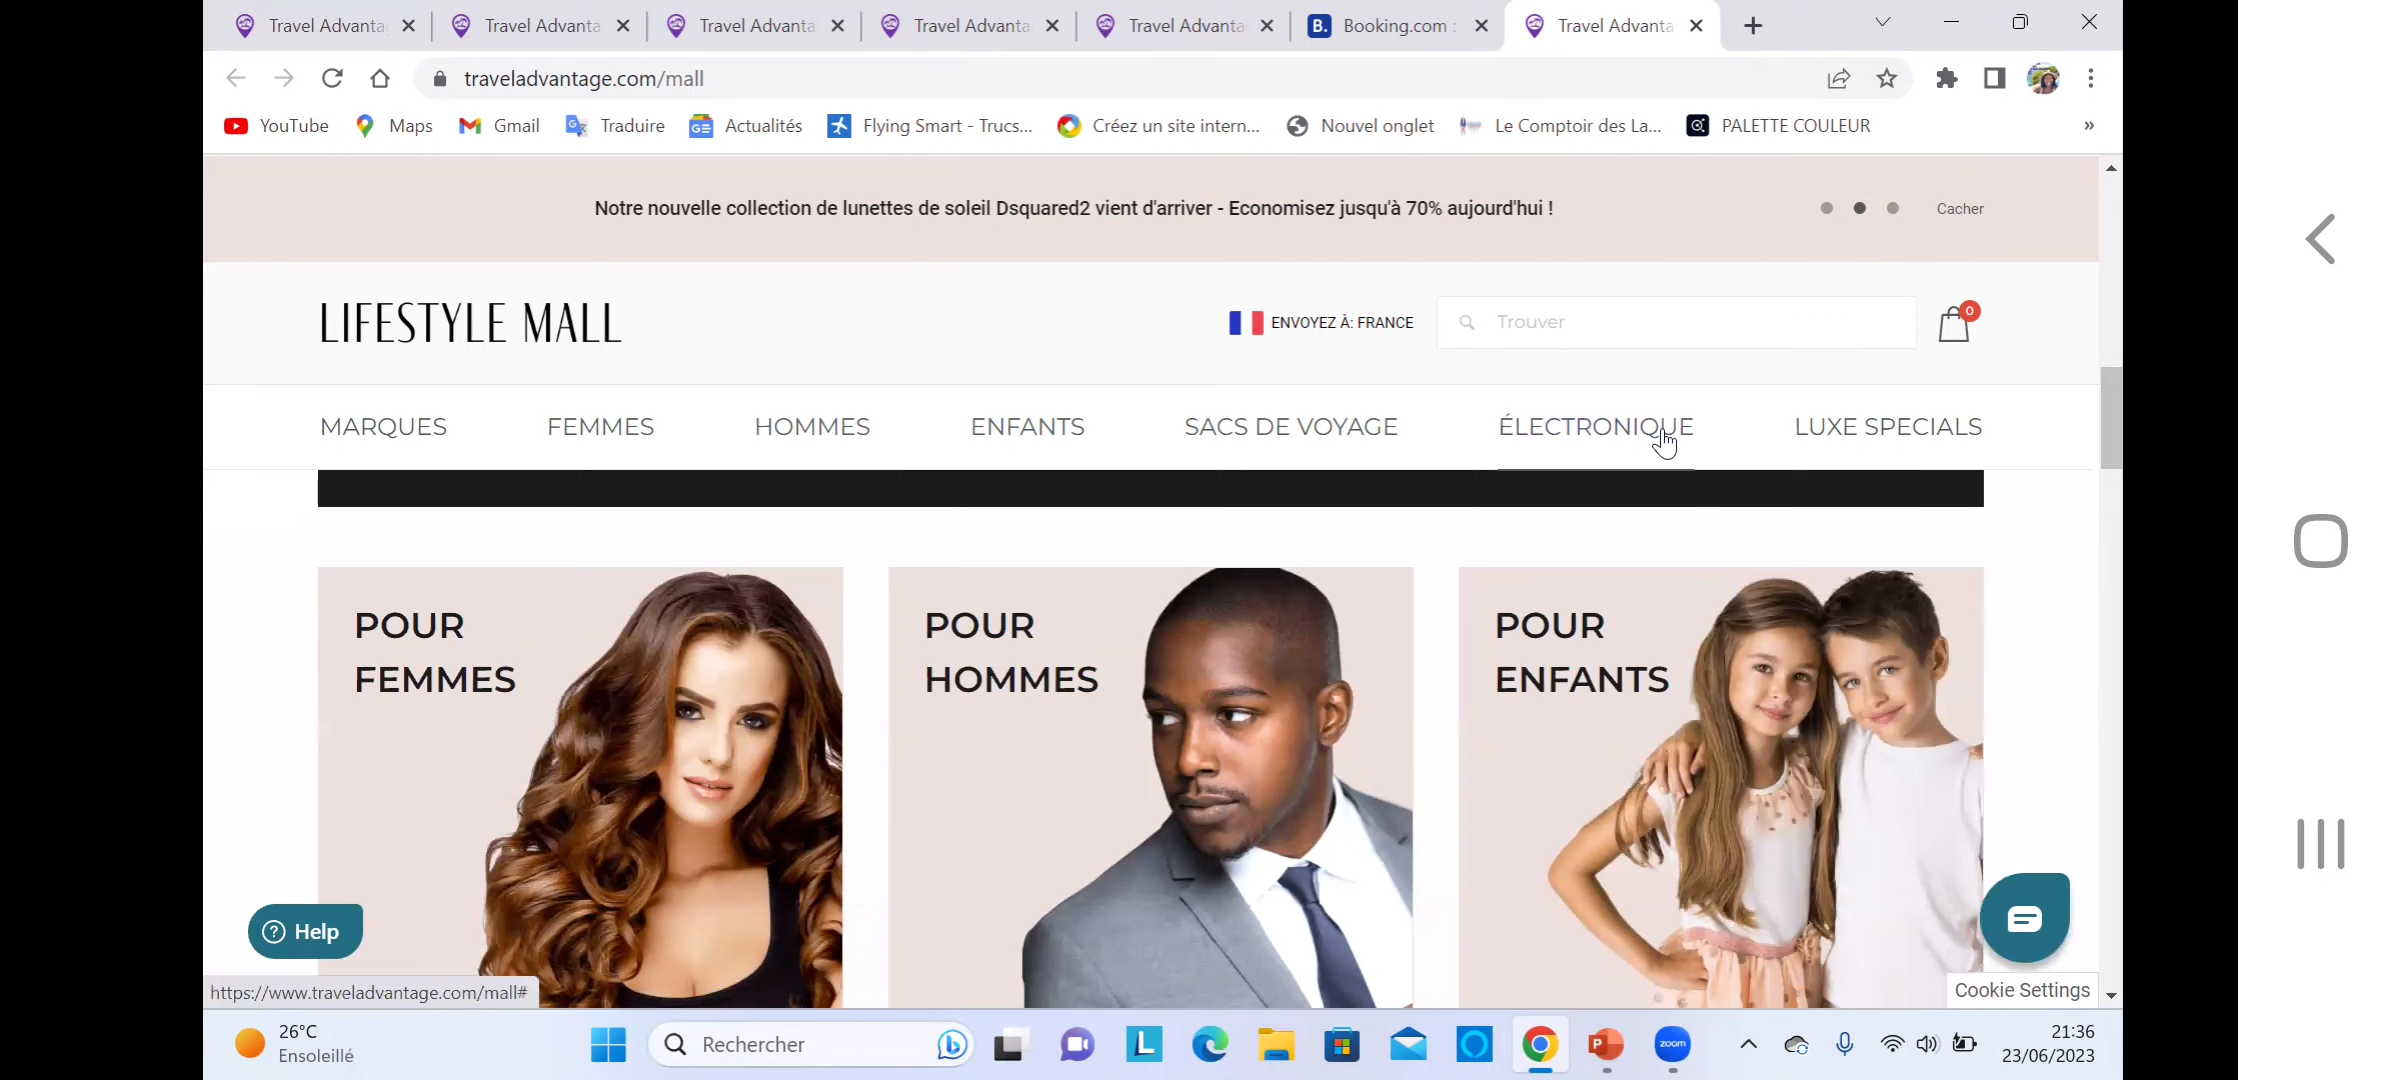 Travel Advanta
Travel Advanta
Travel Advanta
Travel Advanta
Travel Advanta
B. Booking.com :
Travel Advanta
traveladvantage.com/mall
YouTube
Maps
Gmail
Traduire
Actualités
Flying Smart - Trucs...
Créez un site intern...
Nouvel onglet
Le Comptoir des La...
PALETTE COULEUR
»
Notre nouvelle collection de lunettes de soleil Dsquared2 vient d'arriver - Economisez jusqu'à 70% aujourd'hui !
Cacher
LIFESTYLE MALL
ENVOYEZ À: FRANCE
Trouver
0
MARQUES
FEMMES
HOMMES
ENFANTS
SACS DE VOYAGE
ÉLECTRONIQUE
LUXE SPECIALS
POUR
FEMMES
POUR
HOMMES
POUR
ENFANTS
? Help
https://www.traveladvantage.com/mall#
Cookie Settings
26°C
Ensoleillé
Rechercher
L
P
zoom
21:36
23/06/2023